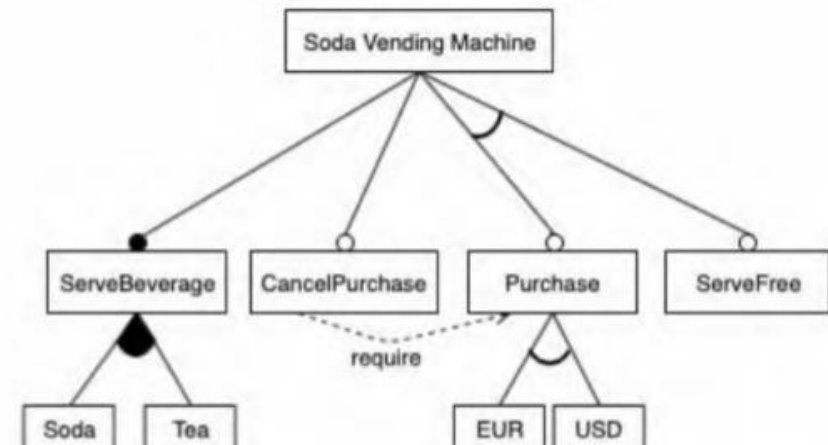 Soda Vending Machine
ServeBeverage
CancelPurchase
Purchase
ServeFree
require
Soda
Tea
EUR
USD